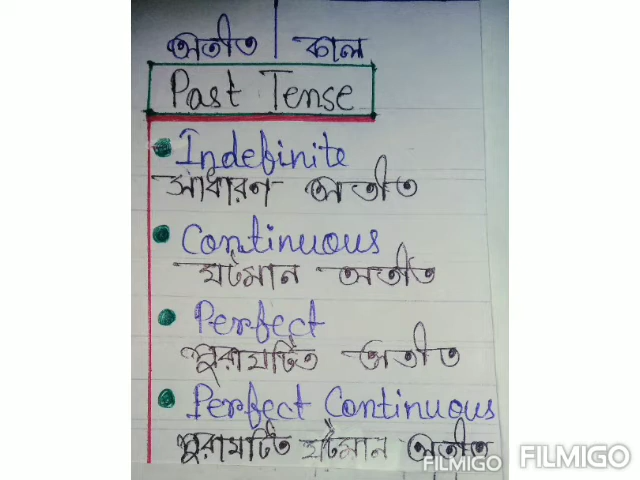 অতীত | কাল
Past Tense
Indefinite
সাধারণ অতীত
Continuous
ঘটমান অতীত
Perfect
পুরাঘটিত অতীত
Perfect Continuous
পুরাঘটিত ঘটমান অতীত
FILMIGO FILMIGO